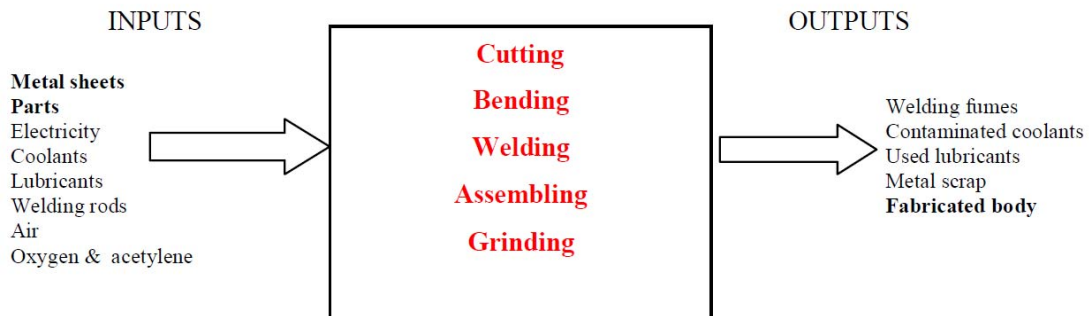 INPUTS
Metal sheets
Parts
Electricity
Coolants
Lubricants
Welding rods
Air
Oxygen & acetylene
Cutting
Bending
Welding
Assembling
Grinding
OUTPUTS
Welding fumes
Contaminated coolants
Used lubricants
Metal scrap
Fabricated body